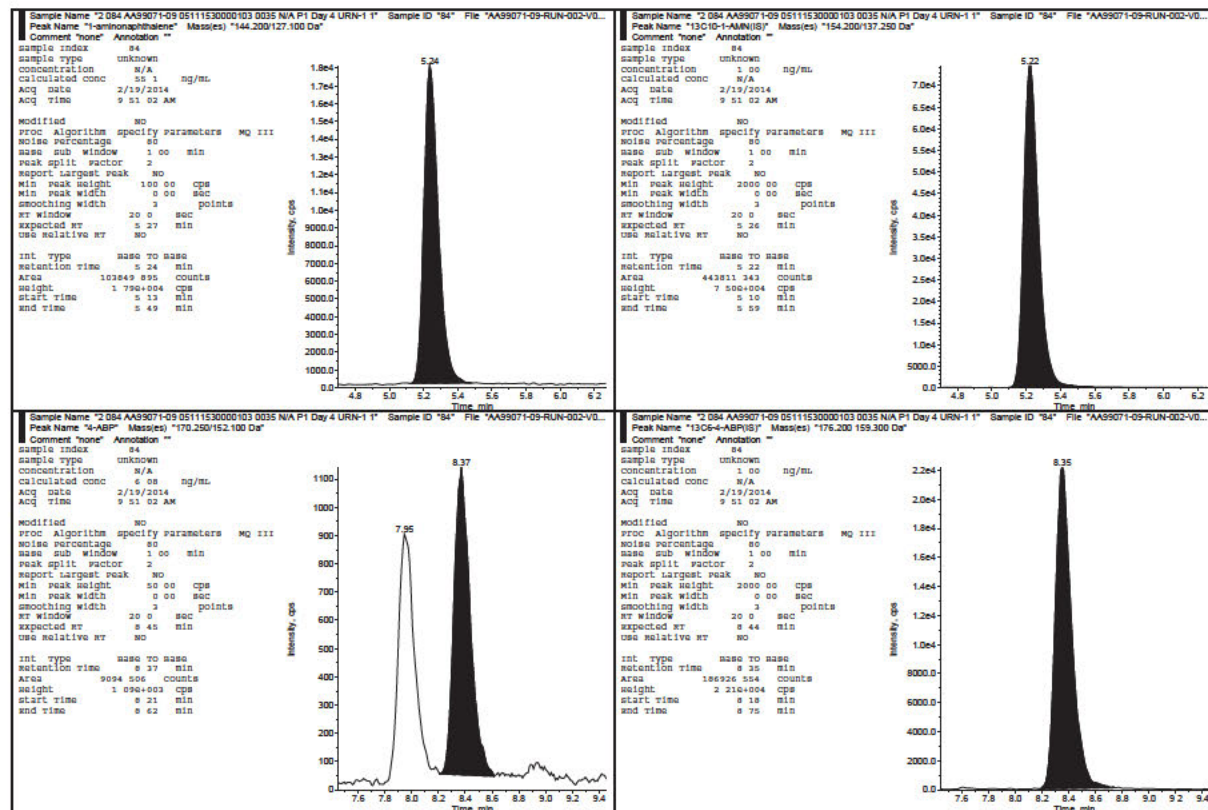 Sample Name "2 084 AA99071-09 05111530000103 0035 N/A P1 Day 4 URN-1 1" Sample ID "84" File "AA99071-09-RUN-002-V0...
Peak Name "1-aminonaphthalene" Mass(es) "144.200/127.100 Da"
Comment "none" Annotation ""
Sample Index 84
Sample Type Unknown
Concentration N/A
Calculated Conc 55 1 ng/mL
Acq Date 2/19/2014
Acq Time 9 51 02 AM
Modified NO
Proc Algorithm Specify Parameters MQ III
Noise Percentage 80
Base Sub Window 1 00 min
Peak Split Factor 2
Report Largest Peak NO
Min Peak Height 100 00 cps
Min Peak Width 0 00 sec
Smoothing Width 3 points
RT Window 20 0 sec
Expected RT 5 27 min
Use Relative RT NO
Int Type Base To Base
Retention Time 5 24 min
Area 103849 895 counts
Height 1 79e+004 cps
Start Time 5 13 min
End Time 5 49 min
5.24
1.8e4
1.7e4
1.6e4
1.5e4
1.4e4
1.3e4
1.2e4
1.1e4
1.0e4
9000.0
8000.0
7000.0
6000.0
5000.0
4000.0
3000.0
2000.0
1000.0
0.0
Intensity, cps
4.8 5.0 5.2 5.4 5.6 5.8 6.0 6.2
Time, min
Sample Name "2 084 AA99071-09 05111530000103 0035 N/A P1 Day 4 URN-1 1" Sample ID "84" File "AA99071-09-RUN-002-V0...
Peak Name "13C10-1-AMN(IS)" Mass(es) "154.200/137.250 Da"
Comment "none" Annotation ""
Sample Index 84
Sample Type Unknown
Concentration 1 00 ng/mL
Calculated Conc N/A
Acq Date 2/19/2014
Acq Time 9 51 02 AM
Modified NO
Proc Algorithm Specify Parameters MQ III
Noise Percentage 80
Base Sub Window 1 00 min
Peak Split Factor 2
Report Largest Peak NO
Min Peak Height 2000 00 cps
Min Peak Width 0 00 sec
Smoothing Width 3 points
RT Window 20 0 sec
Expected RT 5 26 min
Use Relative RT NO
Int Type Base To Base
Retention Time 5 22 min
Area 443811 343 counts
Height 7 50e+004 cps
Start Time 5 10 min
End Time 5 59 min
5.22
7.0e4
6.5e4
6.0e4
5.5e4
5.0e4
4.5e4
4.0e4
3.5e4
3.0e4
2.5e4
2.0e4
1.5e4
1.0e4
5000.0
0.0
Intensity, cps
4.8 5.0 5.2 5.4 5.6 5.8 6.0 6.2
Time, min
Sample Name "2 084 AA99071-09 05111530000103 0035 N/A P1 Day 4 URN-1 1" Sample ID "84" File "AA99071-09-RUN-002-V0...
Peak Name "4-ABP" Mass(es) "170.250/152.100 Da"
Comment "none" Annotation ""
Sample Index 84
Sample Type Unknown
Concentration N/A
Calculated Conc 6 08 ng/mL
Acq Date 2/19/2014
Acq Time 9 51 02 AM
Modified NO
Proc Algorithm Specify Parameters MQ III
Noise Percentage 80
Base Sub Window 1 00 min
Peak Split Factor 2
Report Largest Peak NO
Min Peak Height 50 00 cps
Min Peak Width 0 00 sec
Smoothing Width 3 points
RT Window 20 0 sec
Expected RT 8 45 min
Use Relative RT NO
Int Type Base To Base
Retention Time 8 37 min
Area 9094 506 counts
Height 1 09e+003 cps
Start Time 8 21 min
End Time 8 62 min
8.37
7.95
1100
1000
900
800
700
600
500
400
300
200
100
0
Intensity, cps
7.6 7.8 8.0 8.2 8.4 8.6 8.8 9.0 9.2 9.4
Time, min
Sample Name "2 084 AA99071-09 05111530000103 0035 N/A P1 Day 4 URN-1 1" Sample ID "84" File "AA99071-09-RUN-002-V0...
Peak Name "13C6-4-ABP(IS)" Mass(es) "176.200 159.300 Da"
Comment "none" Annotation ""
Sample Index 84
Sample Type Unknown
Concentration 1 00 ng/mL
Calculated Conc N/A
Acq Date 2/19/2014
Acq Time 9 51 02 AM
Modified NO
Proc Algorithm Specify Parameters MQ III
Noise Percentage 80
Base Sub Window 1 00 min
Peak Split Factor 2
Report Largest Peak NO
Min Peak Height 2000 00 cps
Min Peak Width 0 00 sec
Smoothing Width 3 points
RT Window 20 0 sec
Expected RT 8 44 min
Use Relative RT NO
Int Type Base To Base
Retention Time 8 35 min
Area 186926 554 counts
Height 2 21e+004 cps
Start Time 8 18 min
End Time 8 75 min
8.35
2.2e4
2.0e4
1.8e4
1.6e4
1.4e4
1.2e4
1.0e4
8000.0
6000.0
4000.0
2000.0
0.0
Intensity, cps
7.6 7.8 8.0 8.2 8.4 8.6 8.8 9.0 9.2 9.4
Time, min